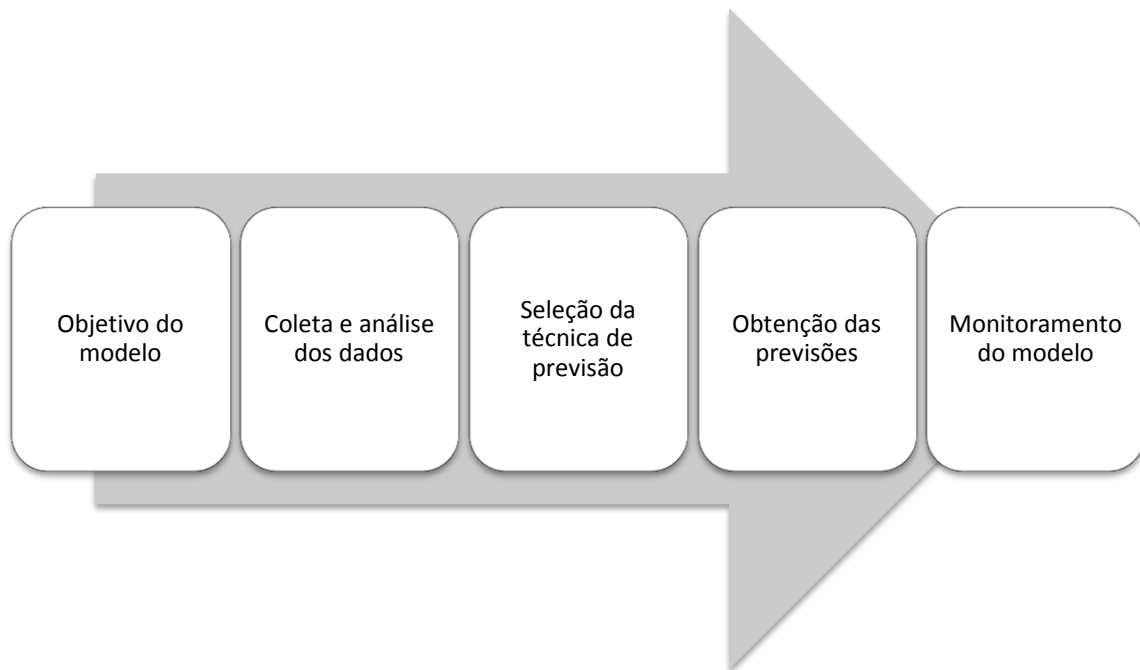 Objetivo do
modelo
Coleta e análise
dos dados
Seleção da
técnica de
previsão
Obtenção das
previsões
Monitoramento
do modelo